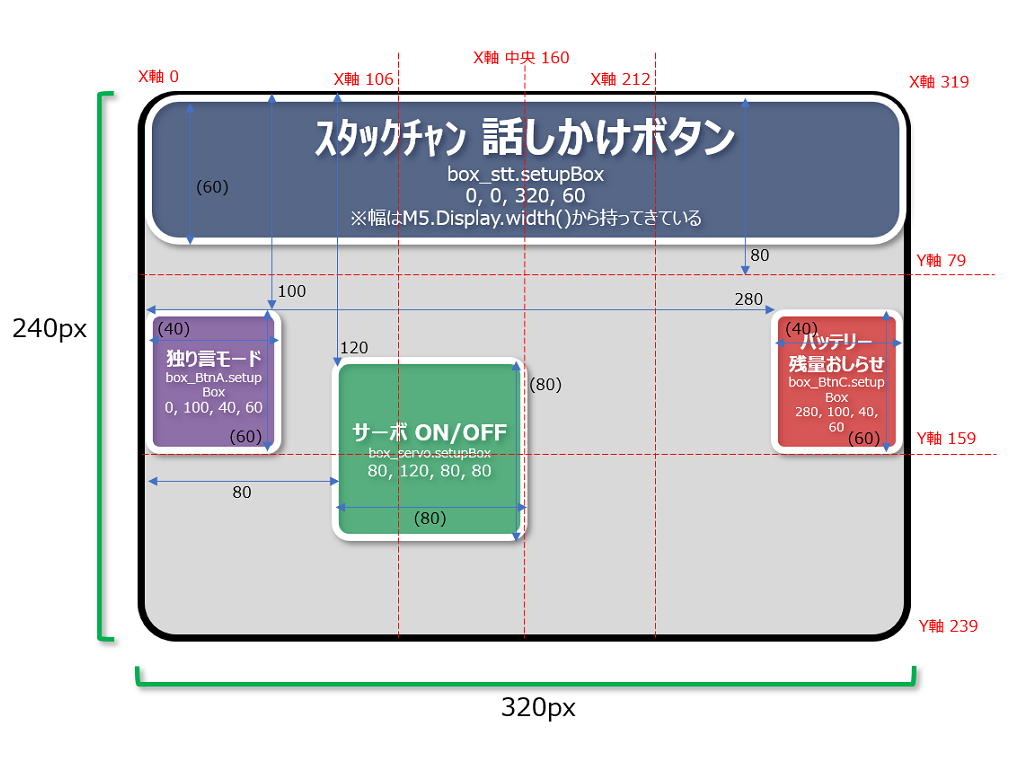 X軸 中央 160
X軸 0
X軸 106
X軸 212
X軸 319
ｽﾀｯｸﾁｬﾝ 話しかけボタン
box_stt.setupBox
0, 0, 320, 60
※幅はM5.Display.width()から持ってきている
(60)
80
Y軸 79
100
280
240px
(40)
独り言モード
box_BtnA.setup
Box
0, 100, 40, 60
(60)
120
(80)
サーボ ON/OFF
box_servo.setupBox
80, 120, 80, 80
(80)
80
(40)
バッテリー
残量おしらせ
box_BtnC.setup
Box
280, 100, 40,
60
(60)
Y軸 159
Y軸 239
320px